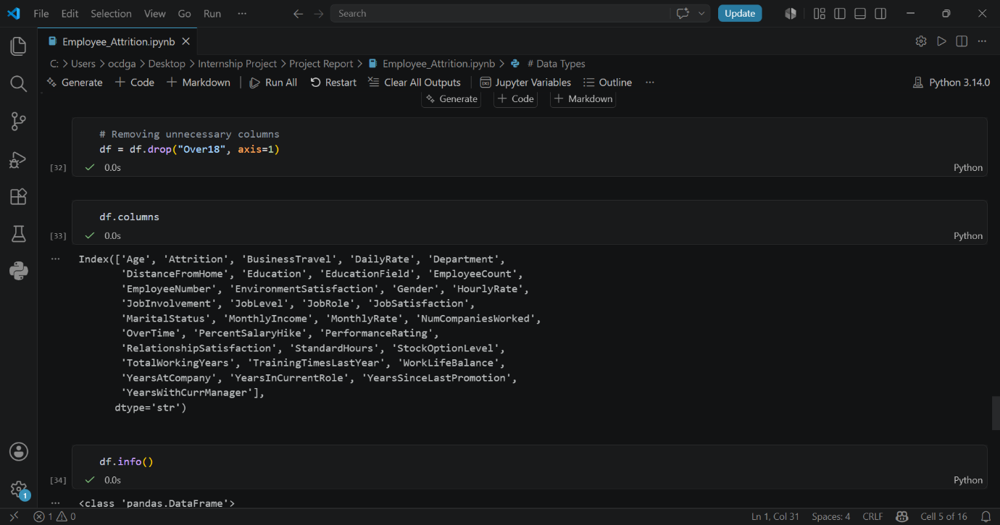 File Edit Selection View Go Run ··· Search Update
Employee_Attrition.ipynb
C: > Users > ocdga > Desktop > Internship Project > Project Report > Employee_Attrition.ipynb > # Data Types
Generate + Code + Markdown Run All Restart Clear All Outputs Jupyter Variables Outline ··· Python 3.14.0
Generate + Code + Markdown
# Removing unnecessary columns
df = df.drop("Over18", axis=1)
[32] 0.0s Python
df.columns
[33] 0.0s Python
··· Index(['Age', 'Attrition', 'BusinessTravel', 'DailyRate', 'Department',
'DistanceFromHome', 'Education', 'EducationField', 'EmployeeCount',
'EmployeeNumber', 'EnvironmentSatisfaction', 'Gender', 'HourlyRate',
'JobInvolvement', 'JobLevel', 'JobRole', 'JobSatisfaction',
'MaritalStatus', 'MonthlyIncome', 'MonthlyRate', 'NumCompaniesWorked',
'OverTime', 'PercentSalaryHike', 'PerformanceRating',
'RelationshipSatisfaction', 'StandardHours', 'StockOptionLevel',
'TotalWorkingYears', 'TrainingTimesLastYear', 'WorkLifeBalance',
'YearsAtCompany', 'YearsInCurrentRole', 'YearsSinceLastPromotion',
'YearsWithCurrManager'],
dtype='str')
df.info()
[34] 0.0s Python
··· <class 'pandas.DataFrame'>
1
1 0 Ln 1, Col 31 Spaces: 4 CRLF Cell 5 of 16